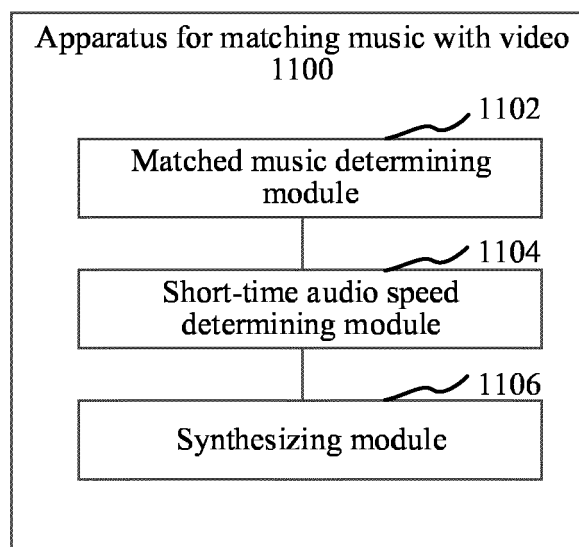 Apparatus for matching music with video
1100
1102
Matched music determining
module
1104
Short-time audio speed
determining module
1106
Synthesizing module